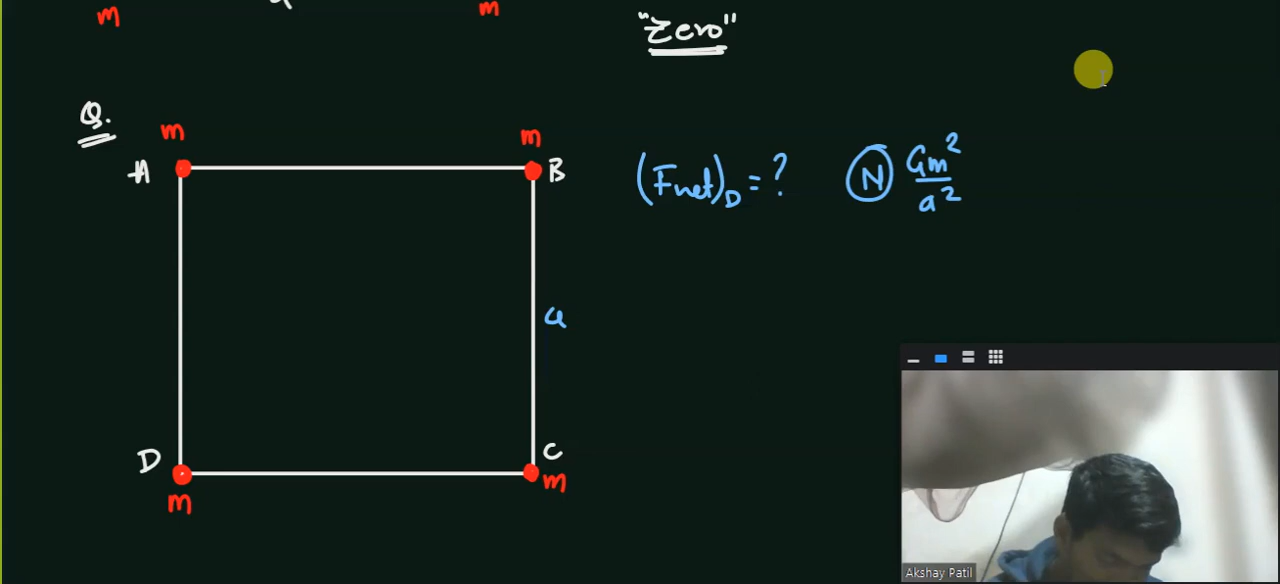 m
m
"Zero"
Q.
m
m
A
B
(Fnet)D = ?
N
Gm²
a²
a
D
C
m
m
Akshay Patil